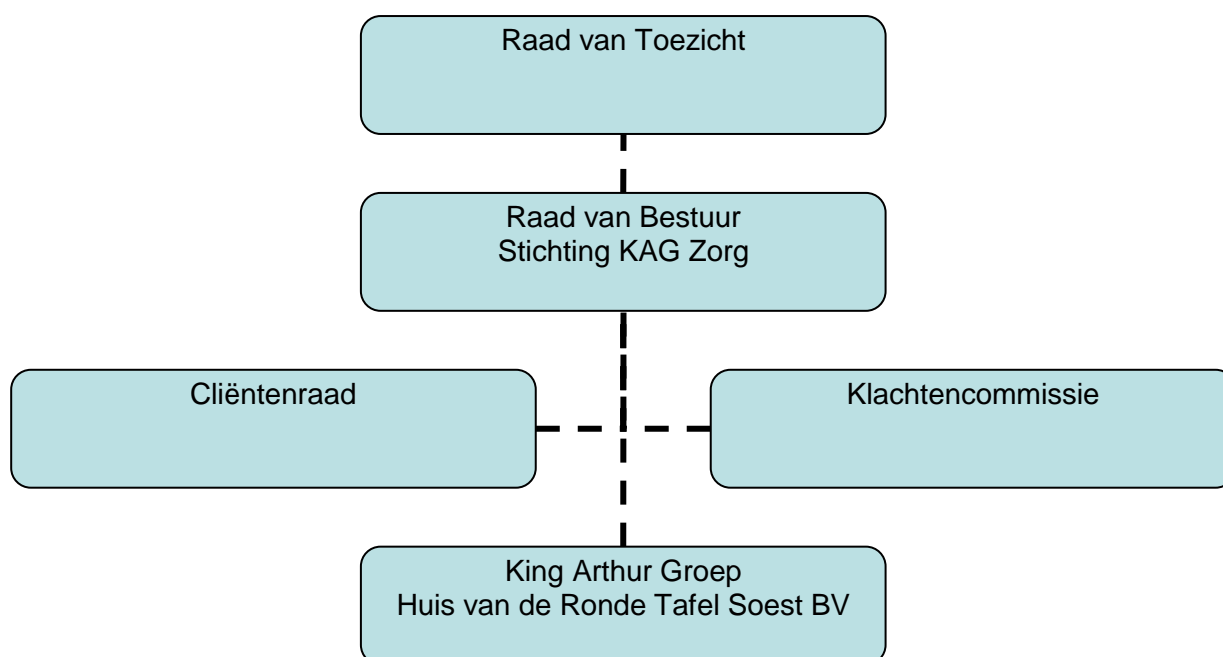 Raad van Toezicht
Raad van Bestuur
Stichting KAG Zorg
Cliëntenraad
Klachtencommissie
King Arthur Groep
Huis van de Ronde Tafel Soest BV